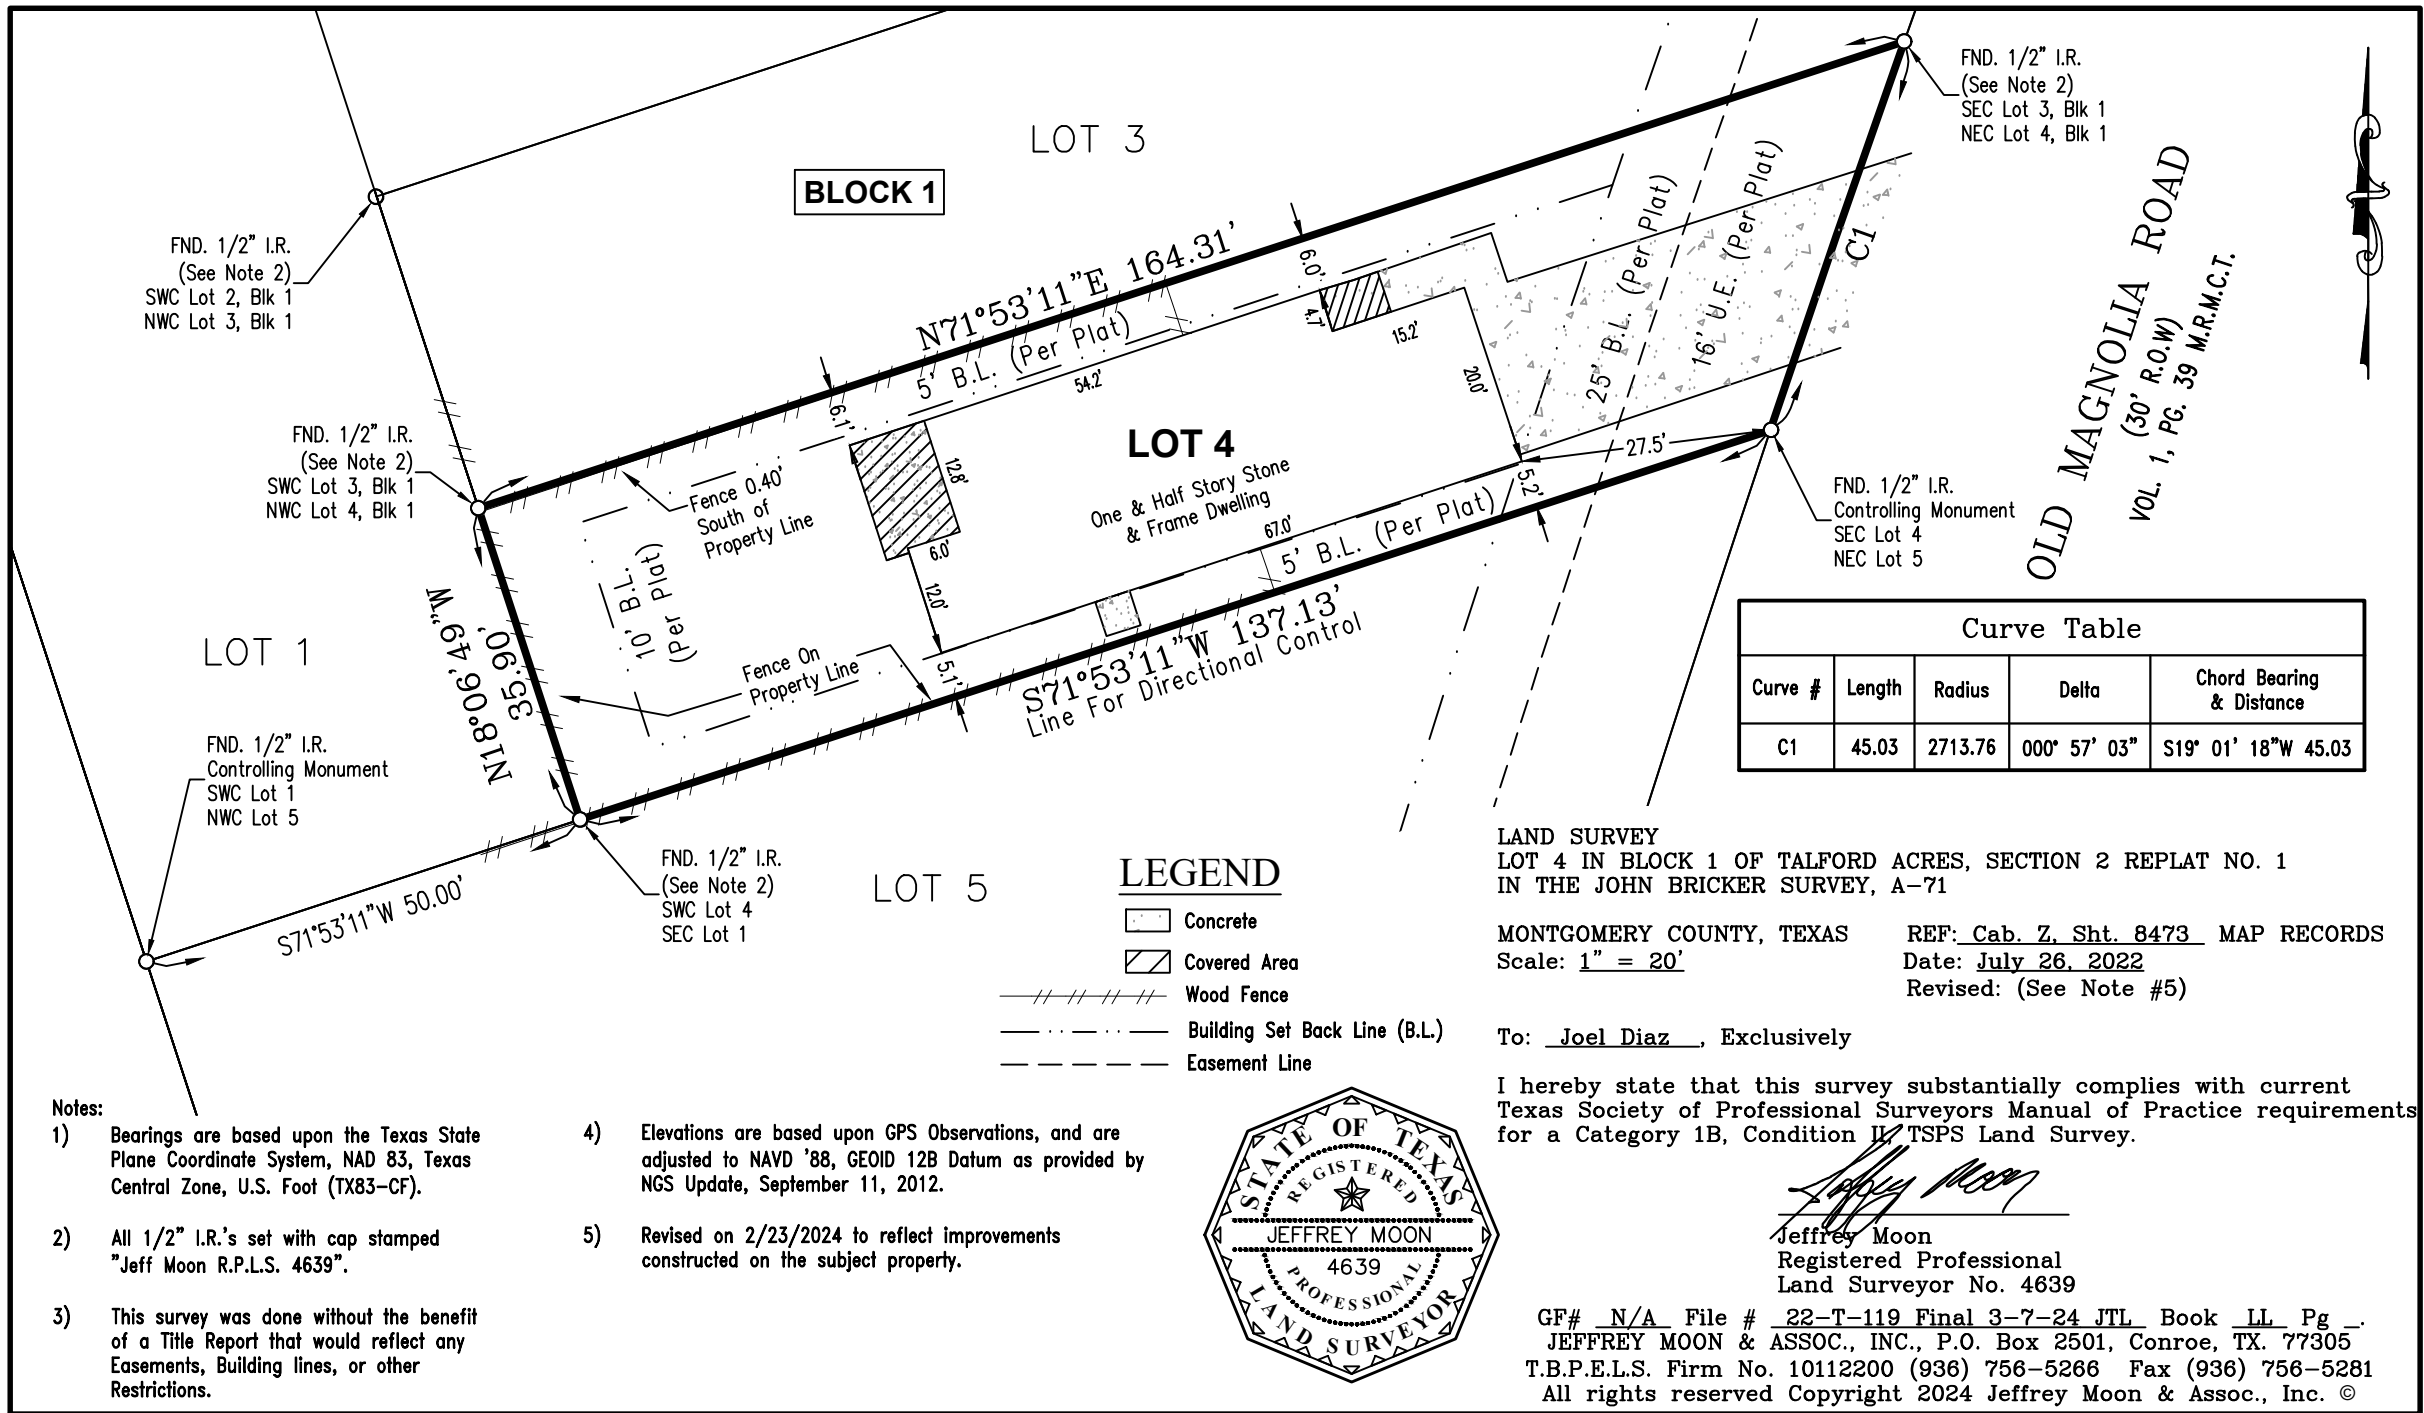 FND. 1/2" I.R.
(See Note 2)
SEC Lot 3, Blk 1
NEC Lot 4, Blk 1
LOT 3
BLOCK 1
FND. 1/2" I.R.
(See Note 2)
SWC Lot 2, Blk 1
NWC Lot 3, Blk 1
N71°53'11"E 164.31'
5' B.L. (Per Plat)
6.0'
4.7'
15.2'
20.0'
54.2'
6.1'
25' B.L. (Per Plat)
16' U.E. (Per Plat)
C1
OLD MAGNOLIA ROAD
(30' R.O.W)
VOL. 1, PG. 39 M.R.M.C.T.
FND. 1/2" I.R.
(See Note 2)
SWC Lot 3, Blk 1
NWC Lot 4, Blk 1
Fence 0.40'
South of
Property Line
12.8'
6.0'
12.0'
LOT 4
One & Half Story Stone
& Frame Dwelling
67.0'
27.5'
5.2'
5' B.L. (Per Plat)
FND. 1/2" I.R.
Controlling Monument
SEC Lot 4
NEC Lot 5
10' B.L.
(Per Plat)
N18°06'49"W
35.90'
LOT 1
Fence On
Property Line
5.1'
S71°53'11"W 137.13'
Line For Directional Control
FND. 1/2" I.R.
Controlling Monument
SWC Lot 1
NWC Lot 5
S71°53'11"W 50.00'
FND. 1/2" I.R.
(See Note 2)
SWC Lot 4
SEC Lot 1
LOT 5
Curve Table
Curve # Length Radius Delta Chord Bearing & Distance
C1 45.03 2713.76 000° 57' 03" S19° 01' 18"W 45.03
LEGEND
Concrete
Covered Area
Wood Fence
Building Set Back Line (B.L.)
Easement Line
LAND SURVEY
LOT 4 IN BLOCK 1 OF TALFORD ACRES, SECTION 2 REPLAT NO. 1
IN THE JOHN BRICKER SURVEY, A-71
MONTGOMERY COUNTY, TEXAS REF: Cab. Z, Sht. 8473 MAP RECORDS
Scale: 1" = 20' Date: July 26, 2022
Revised: (See Note #5)
To: Joel Diaz, Exclusively
I hereby state that this survey substantially complies with current
Texas Society of Professional Surveyors Manual of Practice requirements
for a Category 1B, Condition II, TSPS Land Survey.
Jeffrey Moon
Jeffrey Moon
Registered Professional
Land Surveyor No. 4639
GF# N/A File # 22-T-119 Final 3-7-24 JTL Book LL Pg _.
JEFFREY MOON & ASSOC., INC., P.O. Box 2501, Conroe, TX. 77305
T.B.P.E.L.S. Firm No. 10112200 (936) 756-5266 Fax (936) 756-5281
All rights reserved Copyright 2024 Jeffrey Moon & Assoc., Inc. ©
Notes:
1) Bearings are based upon the Texas State
Plane Coordinate System, NAD 83, Texas
Central Zone, U.S. Foot (TX83-CF).
2) All 1/2" I.R.'s set with cap stamped
"Jeff Moon R.P.L.S. 4639".
3) This survey was done without the benefit
of a Title Report that would reflect any
Easements, Building lines, or other
Restrictions.
4) Elevations are based upon GPS Observations, and are
adjusted to NAVD '88, GEOID 12B Datum as provided by
NGS Update, September 11, 2012.
5) Revised on 2/23/2024 to reflect improvements
constructed on the subject property.
STATE OF TEXAS
REGISTERED
JEFFREY MOON
4639
PROFESSIONAL
LAND SURVEYOR